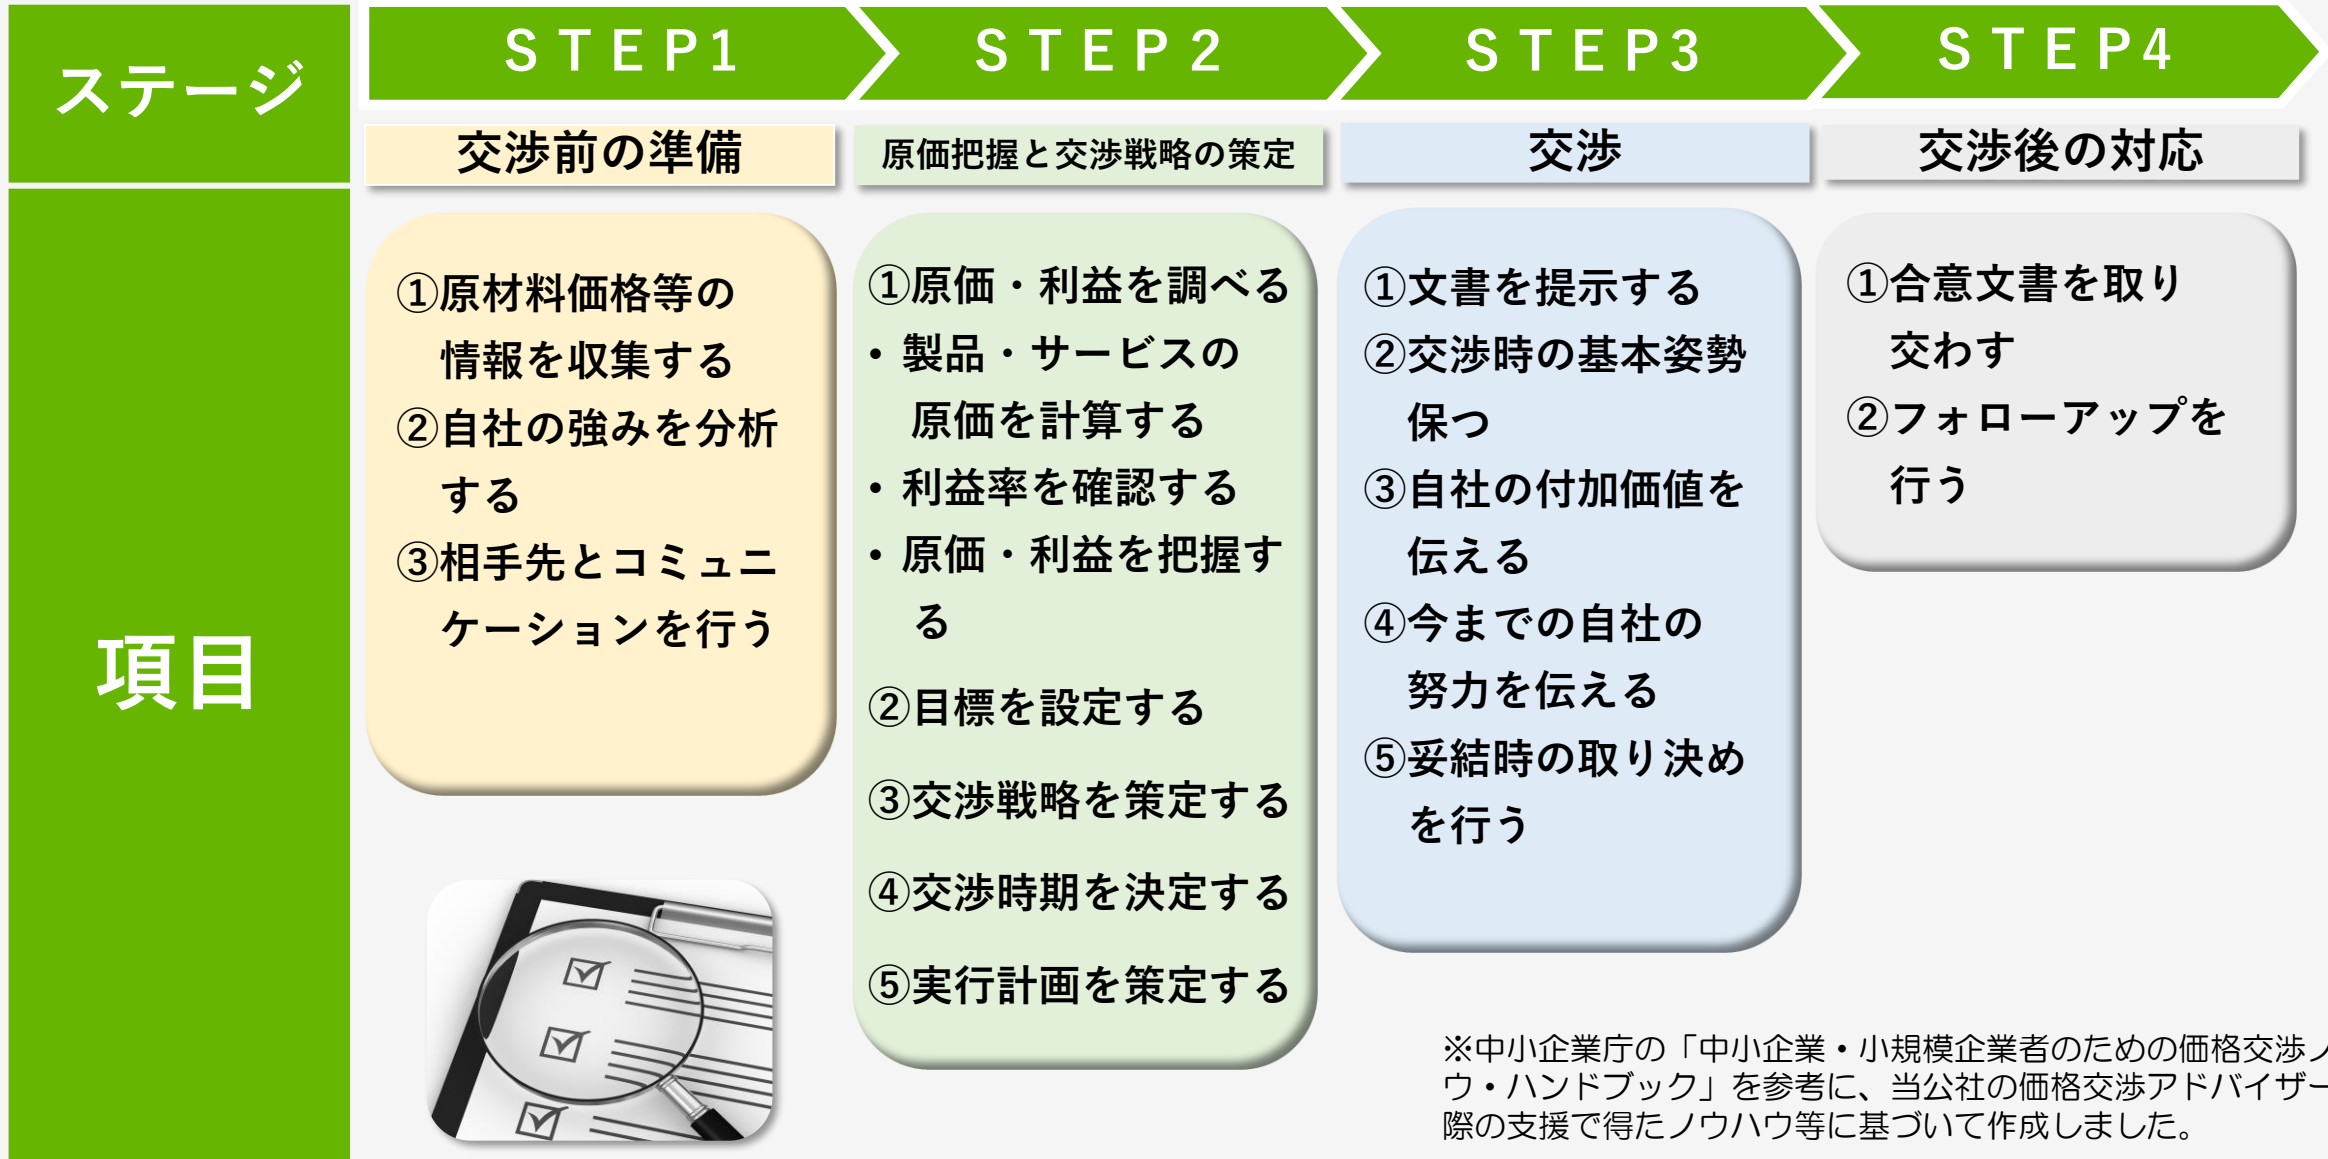 ステージ
ＳＴＥＰ1
ＳＴＥＰ２
ＳＴＥＰ3
ＳＴＥＰ4
交渉前の準備
原価把握と交渉戦略の策定
交渉
交渉後の対応
項目
①原材料価格等の
情報を収集する
②自社の強みを分析
する
③相手先とコミュニ
ケーションを行う
①原価・利益を調べる
• 製品・サービスの
原価を計算する
• 利益率を確認する
• 原価・利益を把握す
る
②目標を設定する
③交渉戦略を策定する
④交渉時期を決定する
⑤実行計画を策定する
①文書を提示する
②交渉時の基本姿勢
保つ
③自社の付加価値を
伝える
④今までの自社の
努力を伝える
⑤妥結時の取り決め
を行う
①合意文書を取り
交わす
②フォローアップを
行う
※中小企業庁の「中小企業・小規模企業者のための価格交渉ノ
ウ・ハンドブック」を参考に、当公社の価格交渉アドバイザー
際の支援で得たノウハウ等に基づいて作成しました。